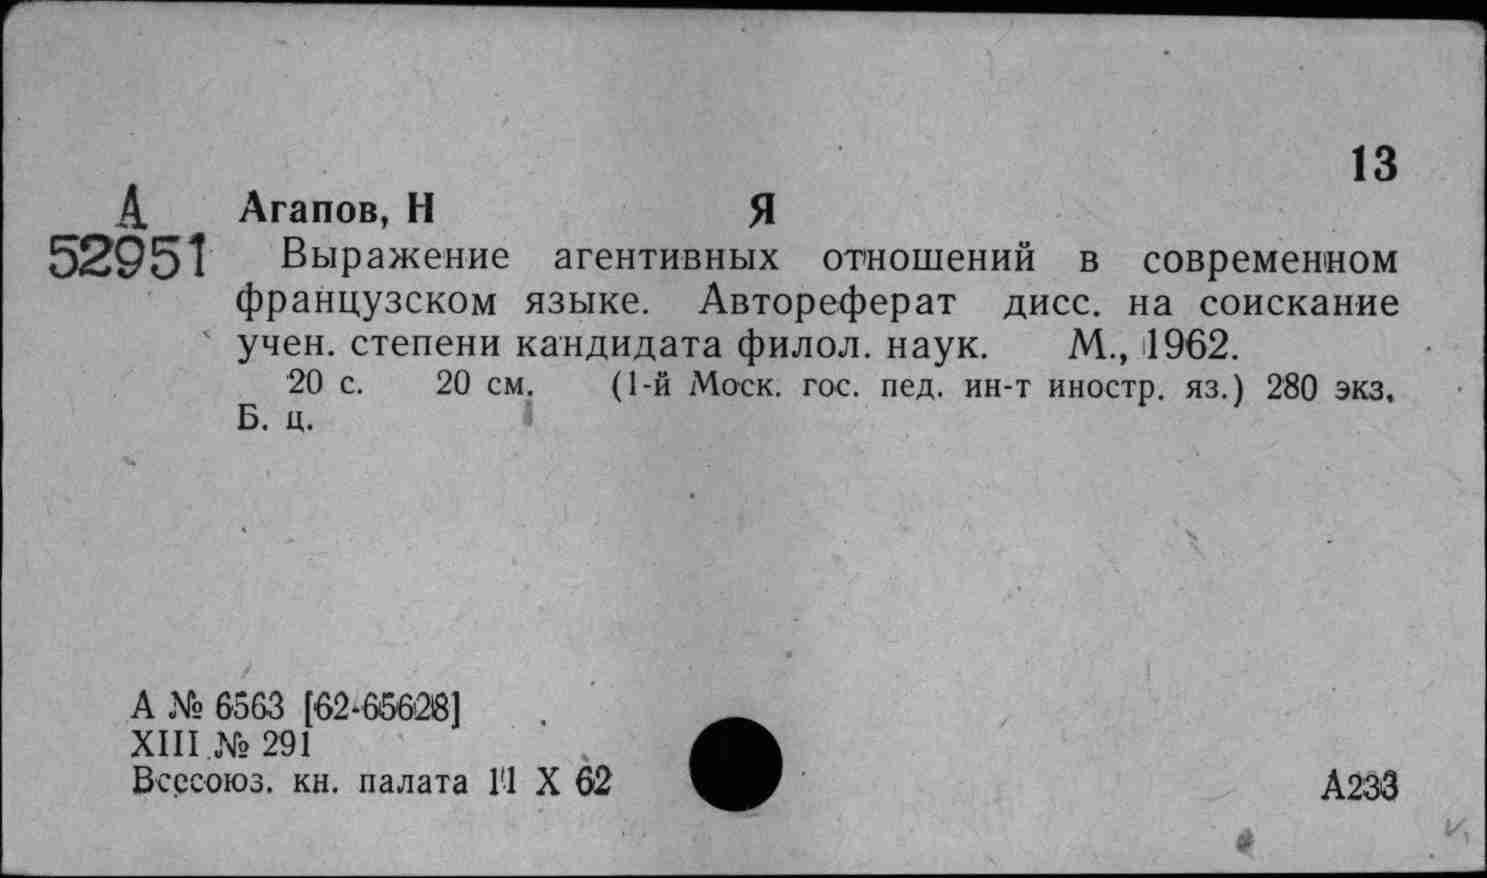 13
А Агапов, Н Я
52951 Выражение агентивных отношений в современном
французском языке. Автореферат дисс. на соискание
учен. степени кандидата филол. наук. М., 1962.
20 с. 20 см. (1-й Моск. гос. пед. ин-т иностр. яз.) 280 экз.
Б. ц.
А № 6563 [62-65628]
XIII № 291
Всесоюз. кн. палата 11 X 62
А233